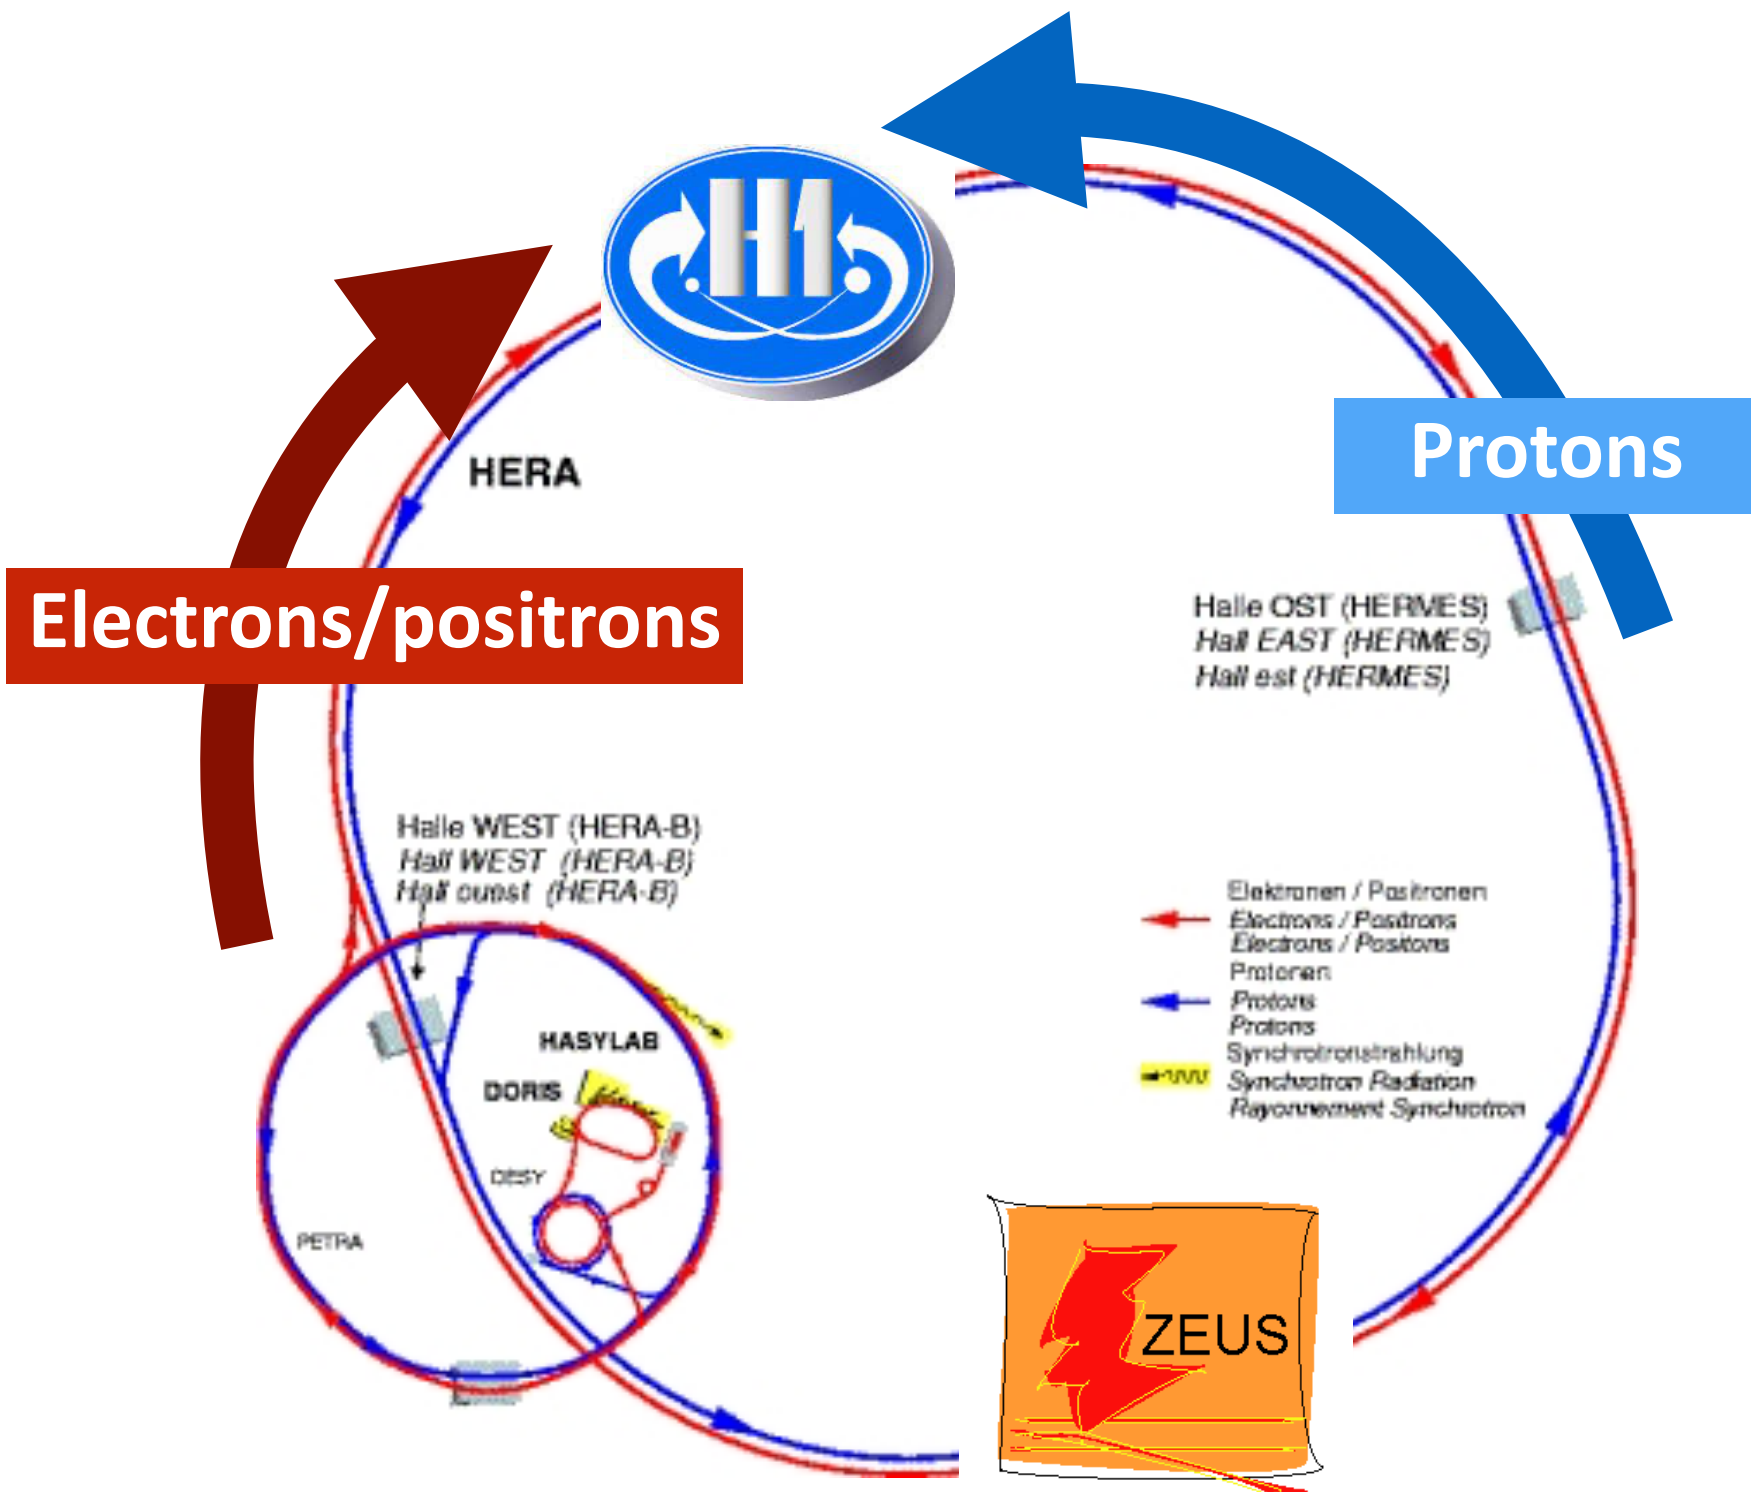 H1
HERA
Protons
Electrons/positrons
Halle OST (HERMES)
Hall EAST (HERMES)
Hall est (HERMES)
Halle WEST (HERA-B)
Hall WEST (HERA-B)
Hall ouest (HERA-B)
Elektronen / Positronen
Electrons / Positrons
Electrons / Positons
Protonen
Protons
Protons
Synchrotronstrahlung
Synchrotron Radiation
Rayonnement Synchrotron
HASYLAB
DORIS
DESY
PETRA
ZEUS